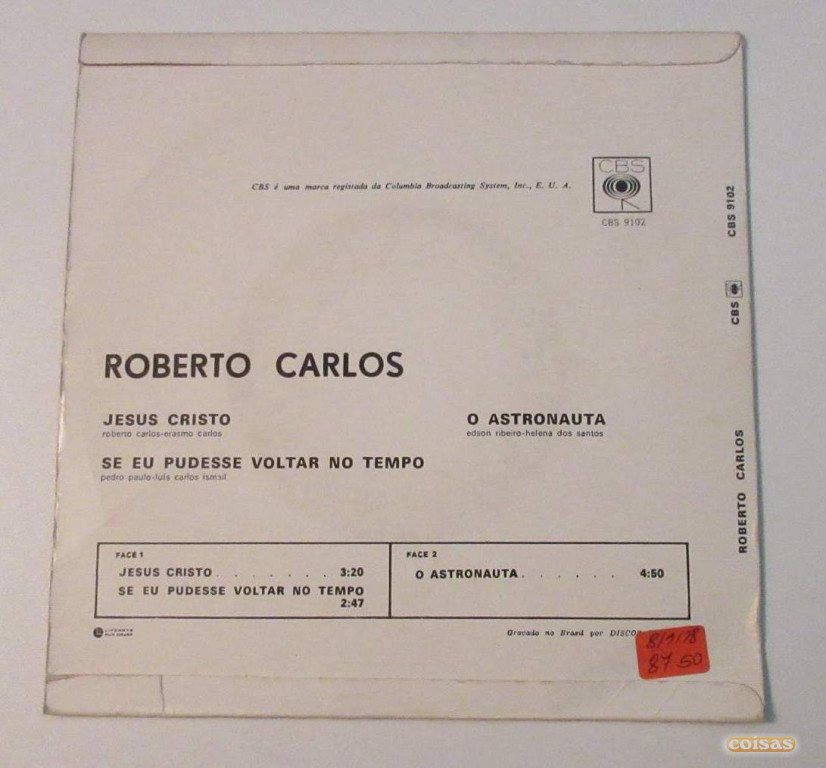 CBS é uma marca registada da Columbia Broadcasting System, Inc., E. U. A.
CBS
CBS 9102
CBS 9102
CBS
ROBERTO CARLOS
ROBERTO CARLOS
JESUS CRISTO
roberto carlos-erasmo carlos
O ASTRONAUTA
edson ribeiro-helena dos santos
SE EU PUDESSE VOLTAR NO TEMPO
pedro paulo-luis carlos ismail
FACE 1
JESUS CRISTO . . . . . . . 3:20
SE EU PUDESSE VOLTAR NO TEMPO
2:47
FACE 2
O ASTRONAUTA . . . . . . 4:50
Gravado no Brasil por DISCO
87.50
coisas